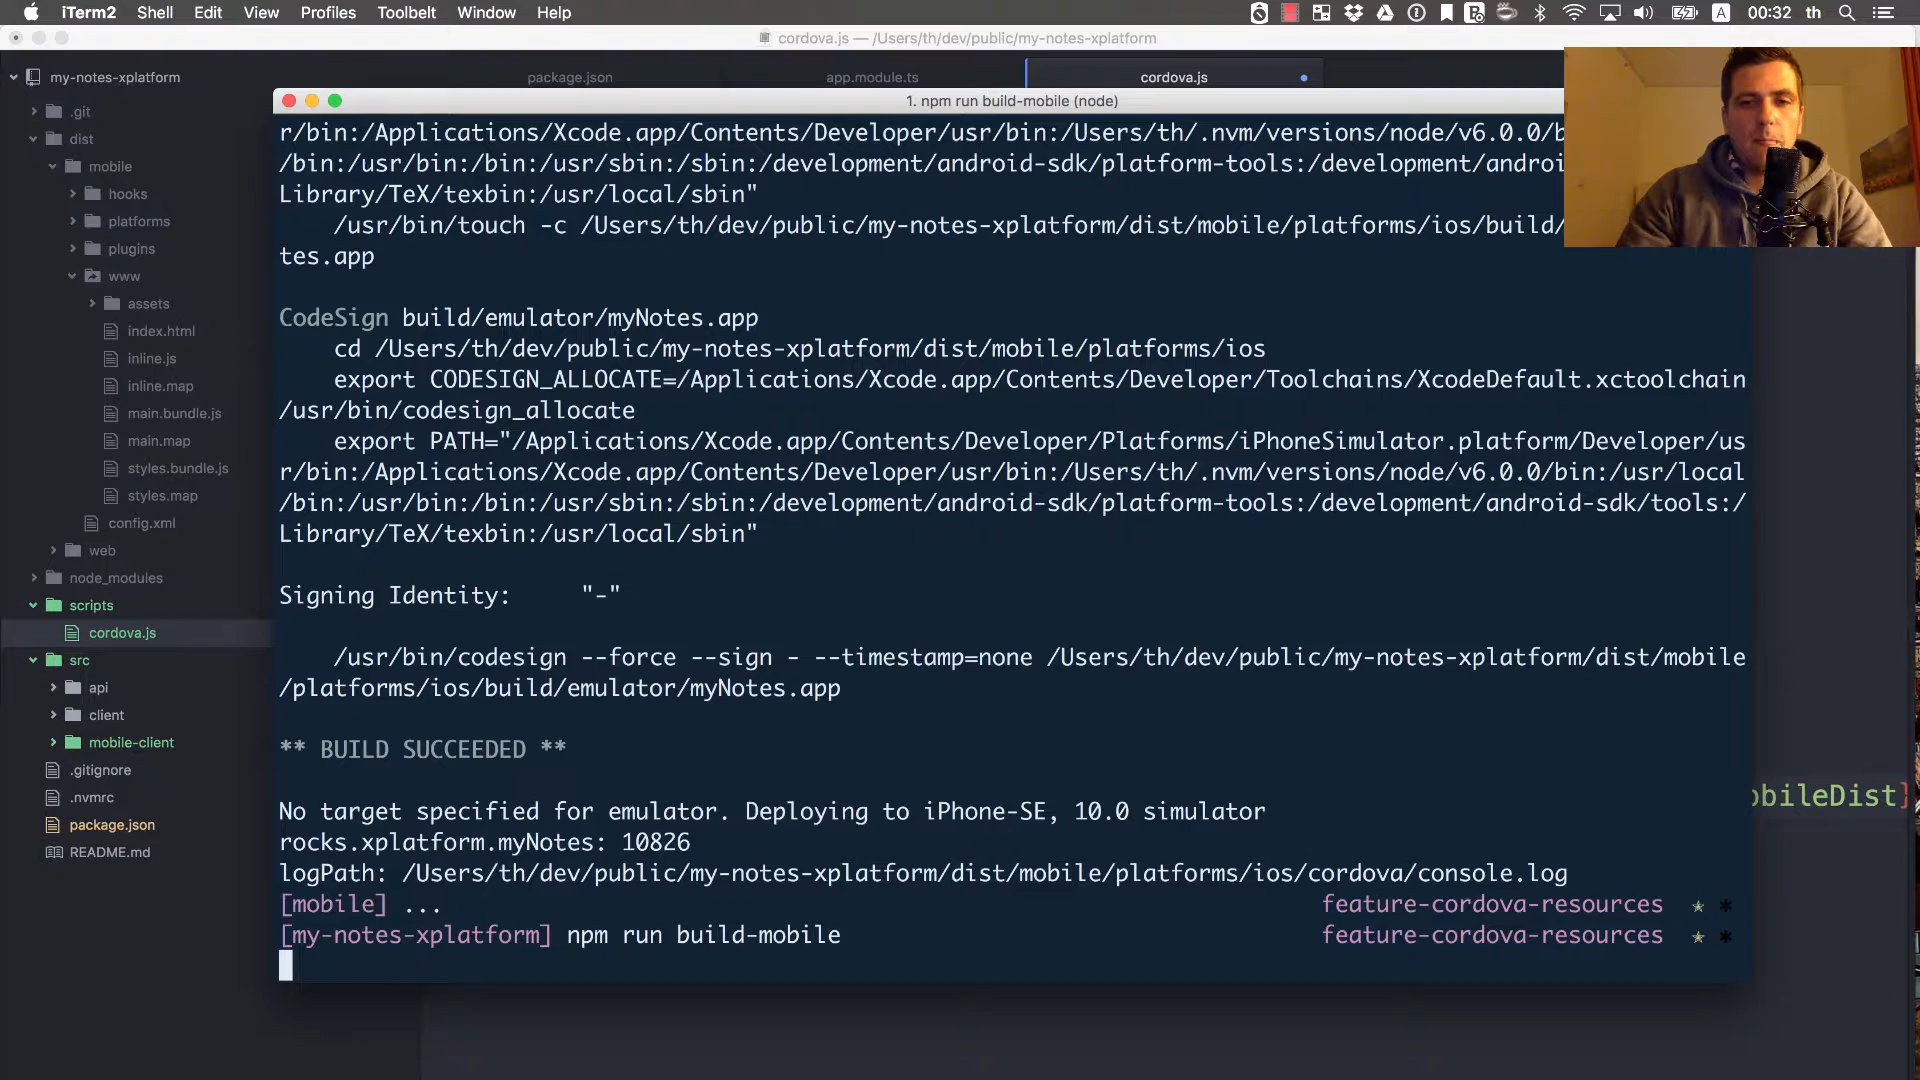 iTerm2 Shell Edit View Profiles Toolbelt Window Help
A 00:32 th
cordova.js — /Users/th/dev/public/my-notes-xplatform
my-notes-xplatform
package.json app.module.ts cordova.js
1. npm run build-mobile (node)
.git
dist
mobile
hooks
platforms
plugins
www
assets
index.html
inline.js
inline.map
main.bundle.js
main.map
styles.bundle.js
styles.map
config.xml
web
node_modules
scripts
cordova.js
src
api
client
mobile-client
.gitignore
.nvmrc
package.json
README.md
r/bin:/Applications/Xcode.app/Contents/Developer/usr/bin:/Users/th/.nvm/versions/node/v6.0.0/b
/bin:/usr/bin:/bin:/usr/sbin:/sbin:/development/android-sdk/platform-tools:/development/androi
Library/TeX/texbin:/usr/local/sbin"
/usr/bin/touch -c /Users/th/dev/public/my-notes-xplatform/dist/mobile/platforms/ios/build/
tes.app
CodeSign build/emulator/myNotes.app
cd /Users/th/dev/public/my-notes-xplatform/dist/mobile/platforms/ios
export CODESIGN_ALLOCATE=/Applications/Xcode.app/Contents/Developer/Toolchains/XcodeDefault.xctoolchain
/usr/bin/codesign_allocate
export PATH="/Applications/Xcode.app/Contents/Developer/Platforms/iPhoneSimulator.platform/Developer/us
r/bin:/Applications/Xcode.app/Contents/Developer/usr/bin:/Users/th/.nvm/versions/node/v6.0.0/bin:/usr/local
/bin:/usr/bin:/bin:/usr/sbin:/sbin:/development/android-sdk/platform-tools:/development/android-sdk/tools:/
Library/TeX/texbin:/usr/local/sbin"
Signing Identity: "-"
/usr/bin/codesign --force --sign - --timestamp=none /Users/th/dev/public/my-notes-xplatform/dist/mobile
/platforms/ios/build/emulator/myNotes.app
** BUILD SUCCEEDED **
No target specified for emulator. Deploying to iPhone-SE, 10.0 simulator
rocks.xplatform.myNotes: 10826
logPath: /Users/th/dev/public/my-notes-xplatform/dist/mobile/platforms/ios/cordova/console.log
[mobile] ... feature-cordova-resources ★ *
[my-notes-xplatform] npm run build-mobile feature-cordova-resources ★ *
obileDist}